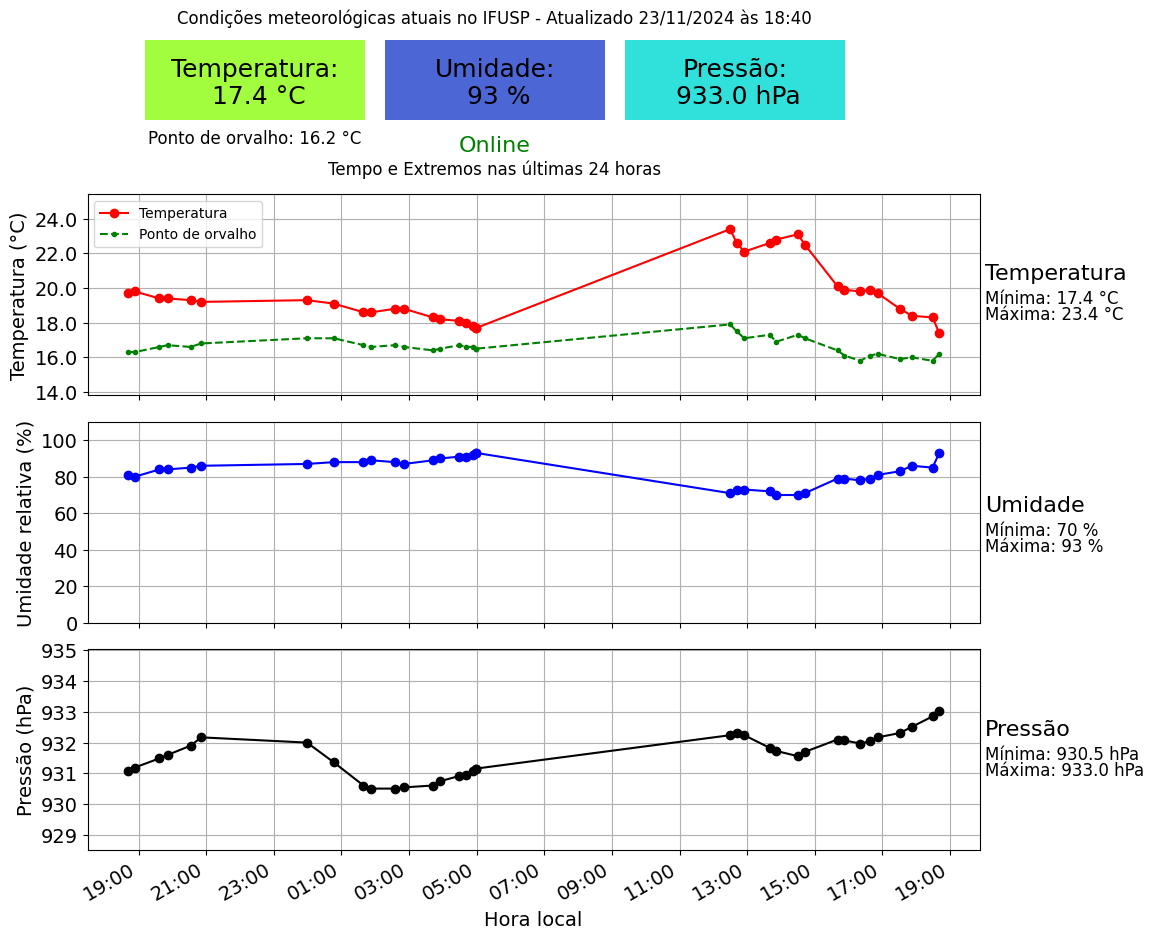 Condições meteorológicas atuais no IFUSP - Atualizado 23/11/2024 às 18:40
Temperatura:
17.4 °C
Umidade:
93 %
Pressão:
933.0 hPa
Ponto de orvalho: 16.2 °C
Online
Tempo e Extremos nas últimas 24 horas
Temperatura (°C)
24.0
22.0
20.0
18.0
16.0
14.0
Temperatura
Ponto de orvalho
Temperatura
Mínima: 17.4 °C
Máxima: 23.4 °C
Umidade relativa (%)
100
80
60
40
20
0
Umidade
Mínima: 70 %
Máxima: 93 %
Pressão (hPa)
935
934
933
932
931
930
929
Pressão
Mínima: 930.5 hPa
Máxima: 933.0 hPa
19:00
21:00
23:00
01:00
03:00
05:00
07:00
09:00
11:00
13:00
15:00
17:00
19:00
Hora local